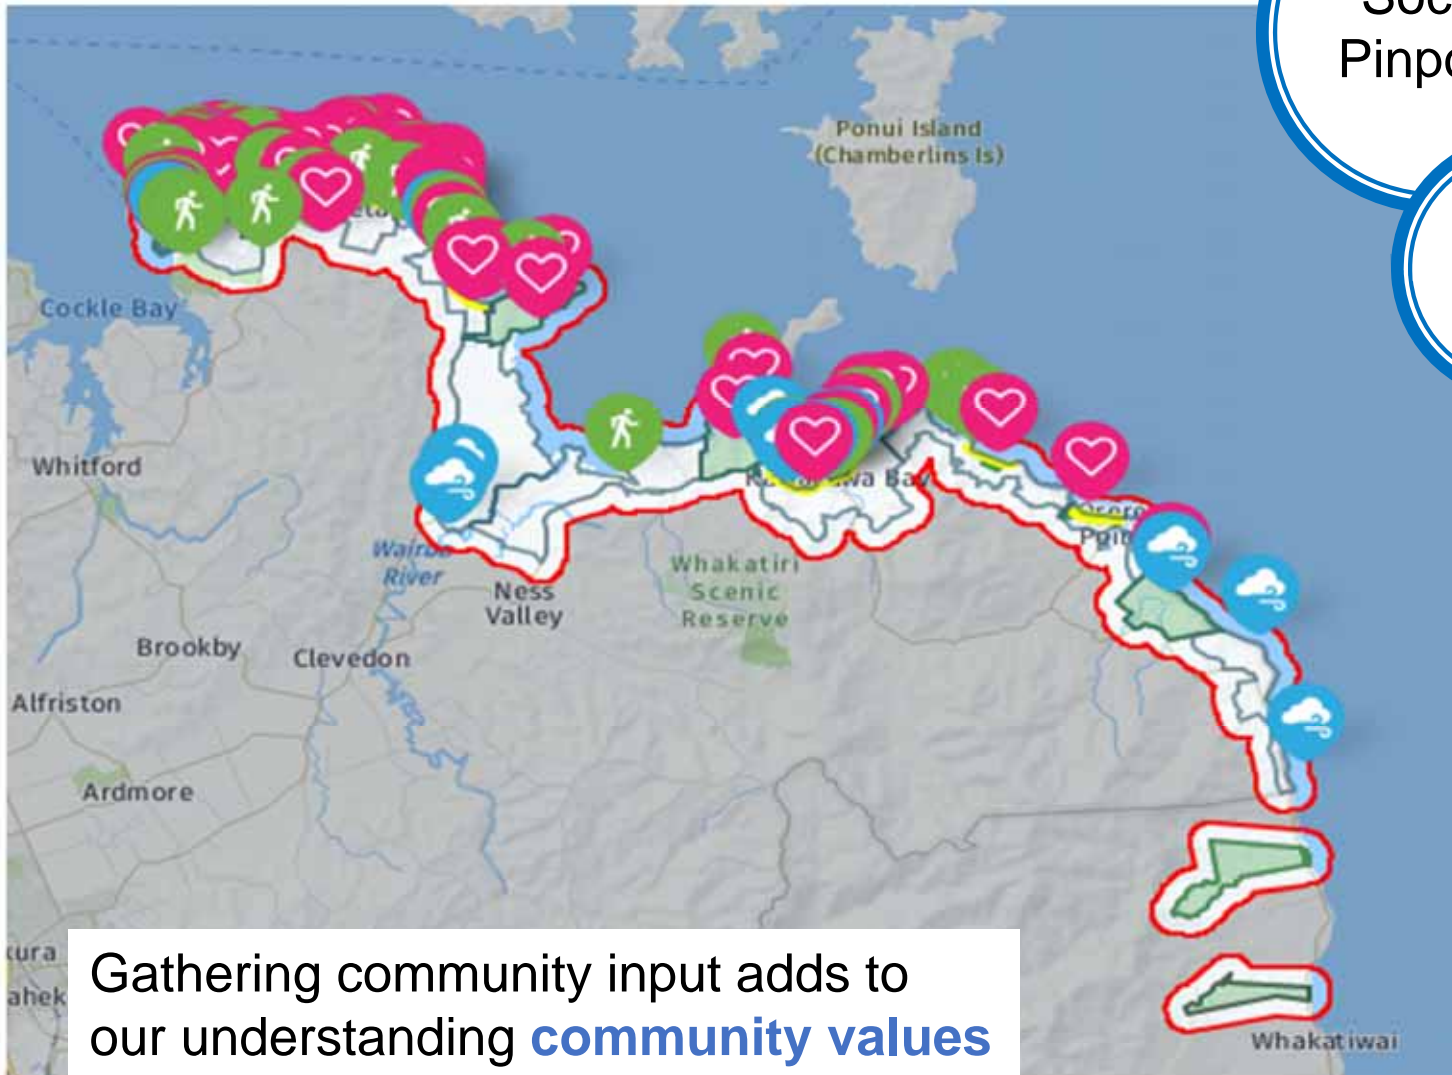 Ponui Island
(Chamberlins Is)
Cockle Bay
Whitford
Wairoa
River
Ness
Valley
Whakatiri
Scenic
Reserve
Brookby
Clevedon
Alfriston
Ardmore
Whakatiwai
Gathering community input adds to
our understanding community values